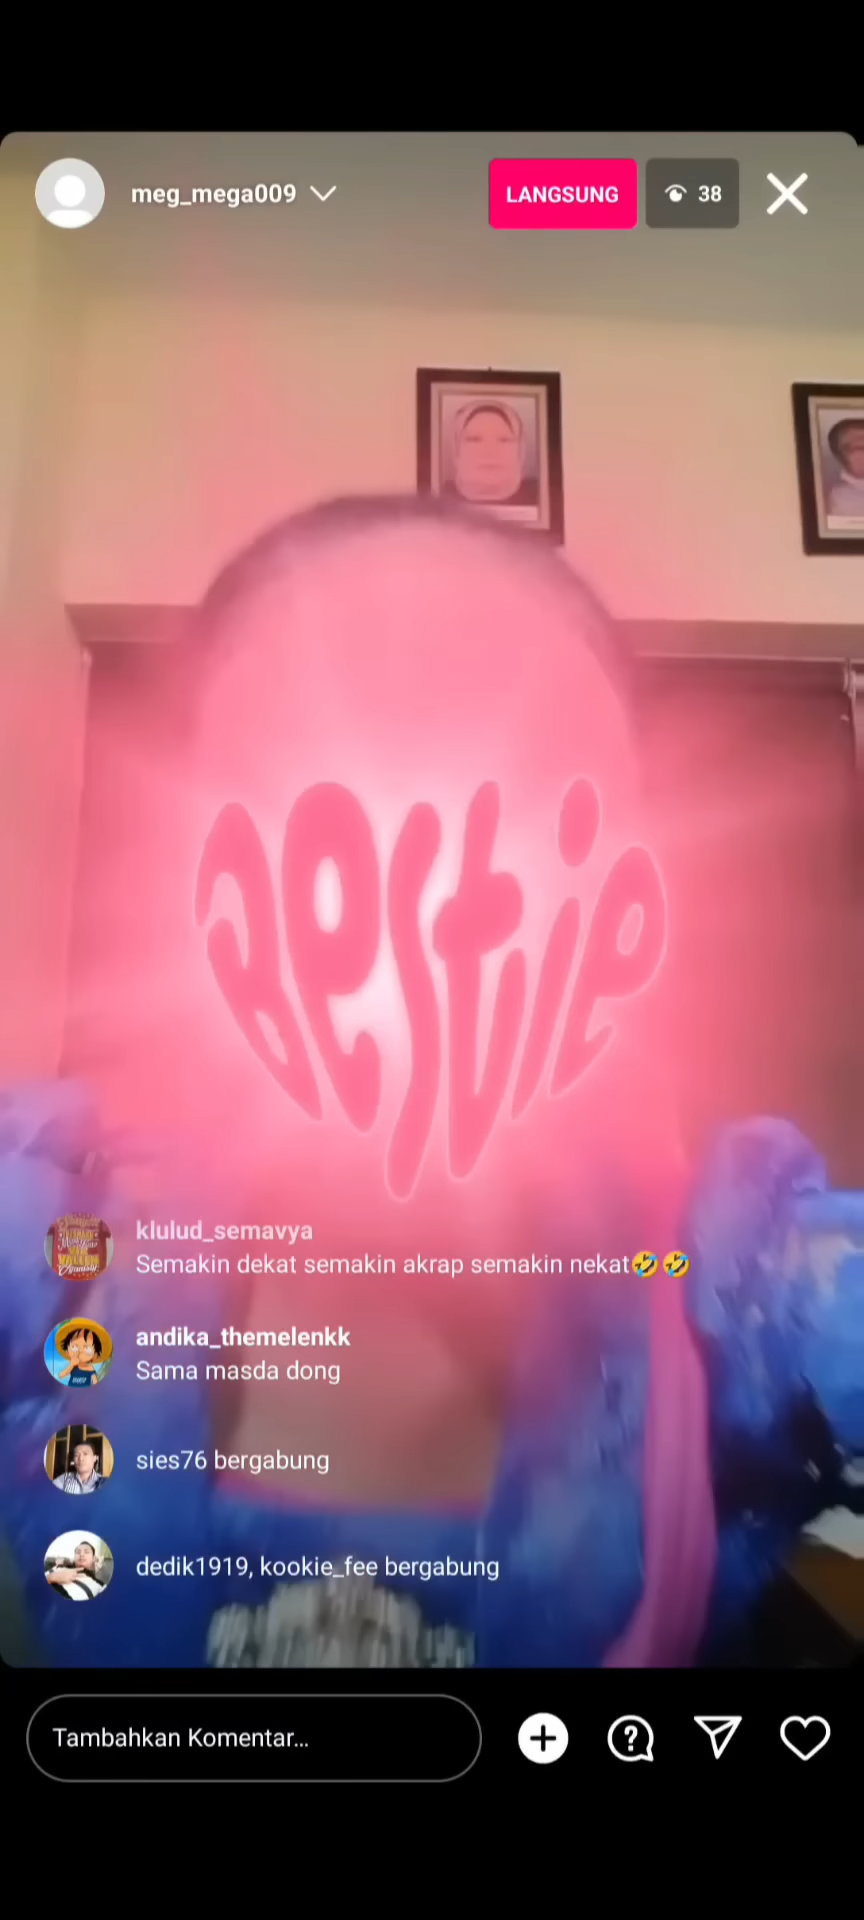 meg_mega009
LANGSUNG
38
Bestie
klulud_semavya
Semakin dekat semakin akrap semakin nekat🤣🤣
andika_themelenkk
Sama masda dong
sies76 bergabung
dedik1919, kookie_fee bergabung
Tambahkan Komentar...